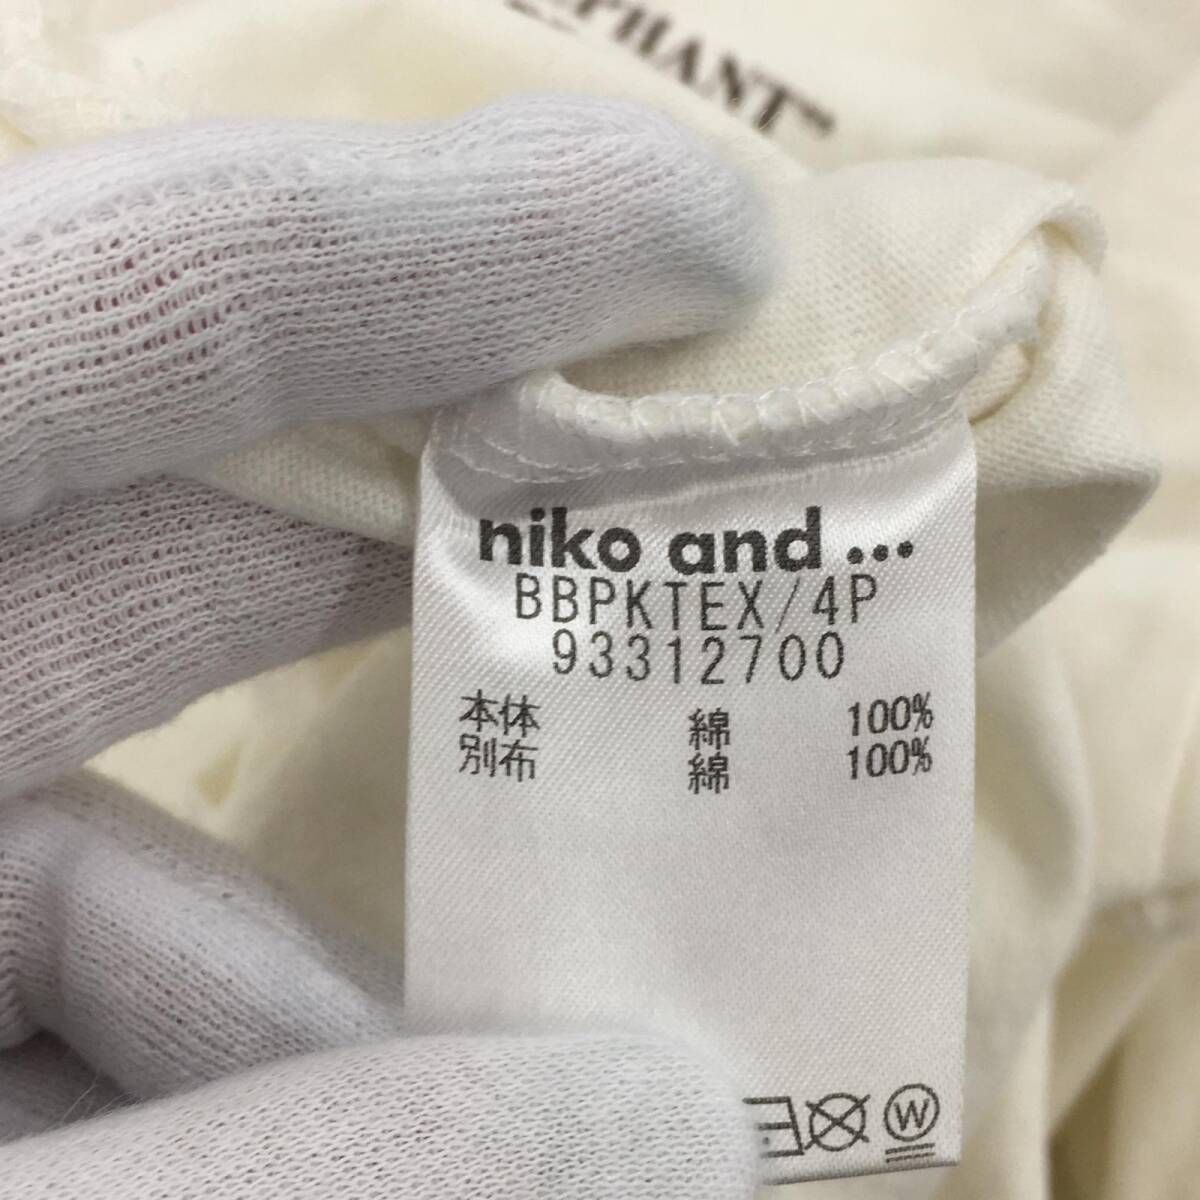 niko and ...
BBPKTEX/4P
93312700
本体 綿 100%
別布 綿 100%
W